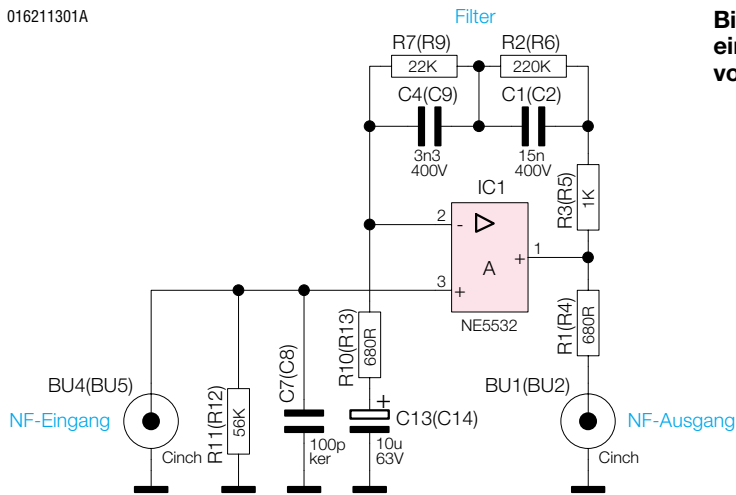 016211301A
Filter
Bi
ein
vo
R7(R9)
22K
R2(R6)
220K
C4(C9)
3n3
400V
C1(C2)
15n
400V
R3(R5)
1K
IC1
2
-
A
3
+
+
1
NE5532
R10(R13)
680R
R1(R4)
680R
BU4(BU5)
NF-Eingang
Cinch
R11(R12)
56K
C7(C8)
100p
ker
+
C13(C14)
10u
63V
BU1(BU2)
NF-Ausgang
Cinch